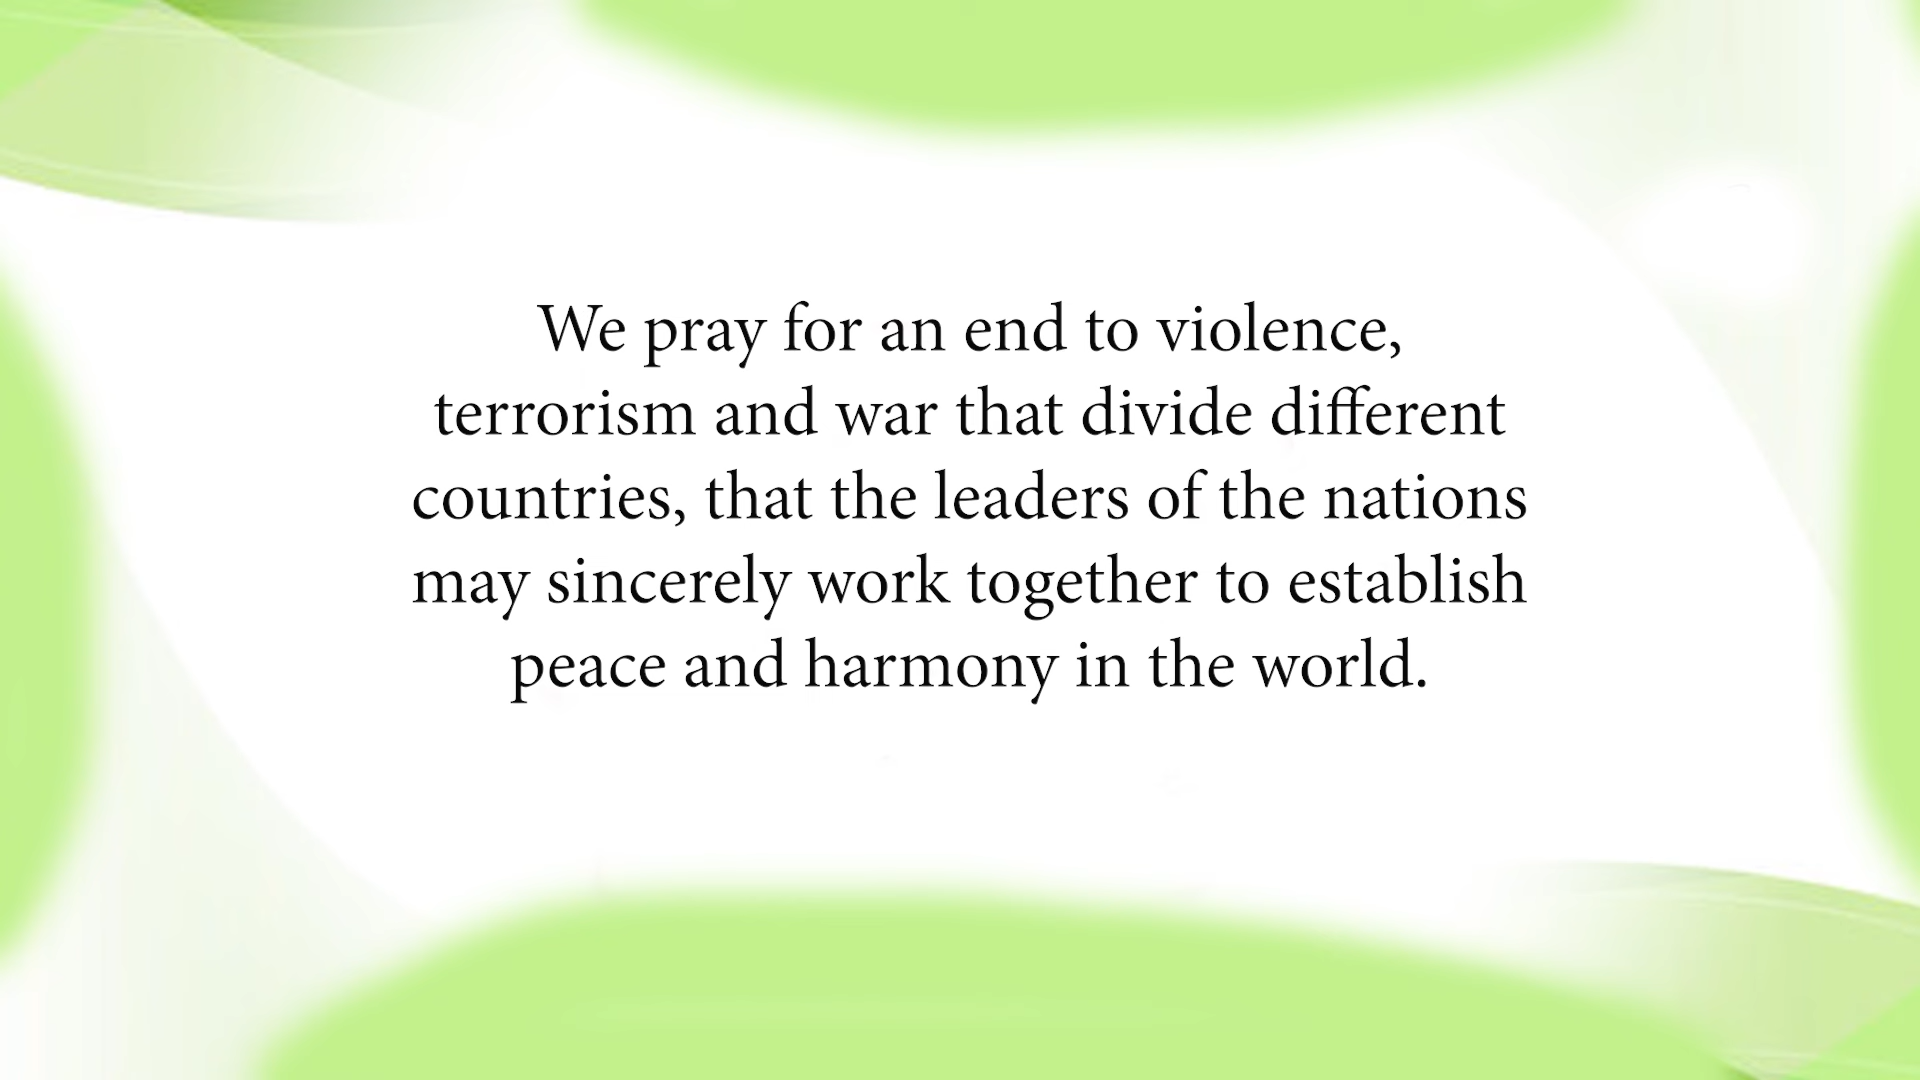 We pray for an end to violence,
terrorism and war that divide different
countries, that the leaders of the nations
may sincerely work together to establish
peace and harmony in the world.